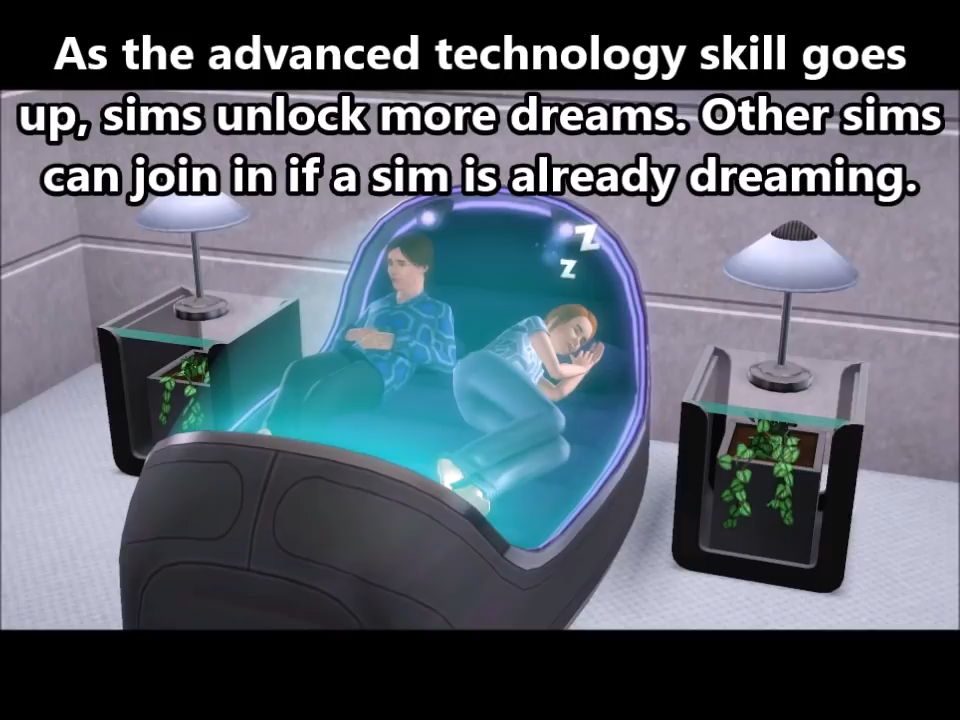 As the advanced technology skill goes
up, sims unlock more dreams. Other sims
can join in if a sim is already dreaming.
Z
z